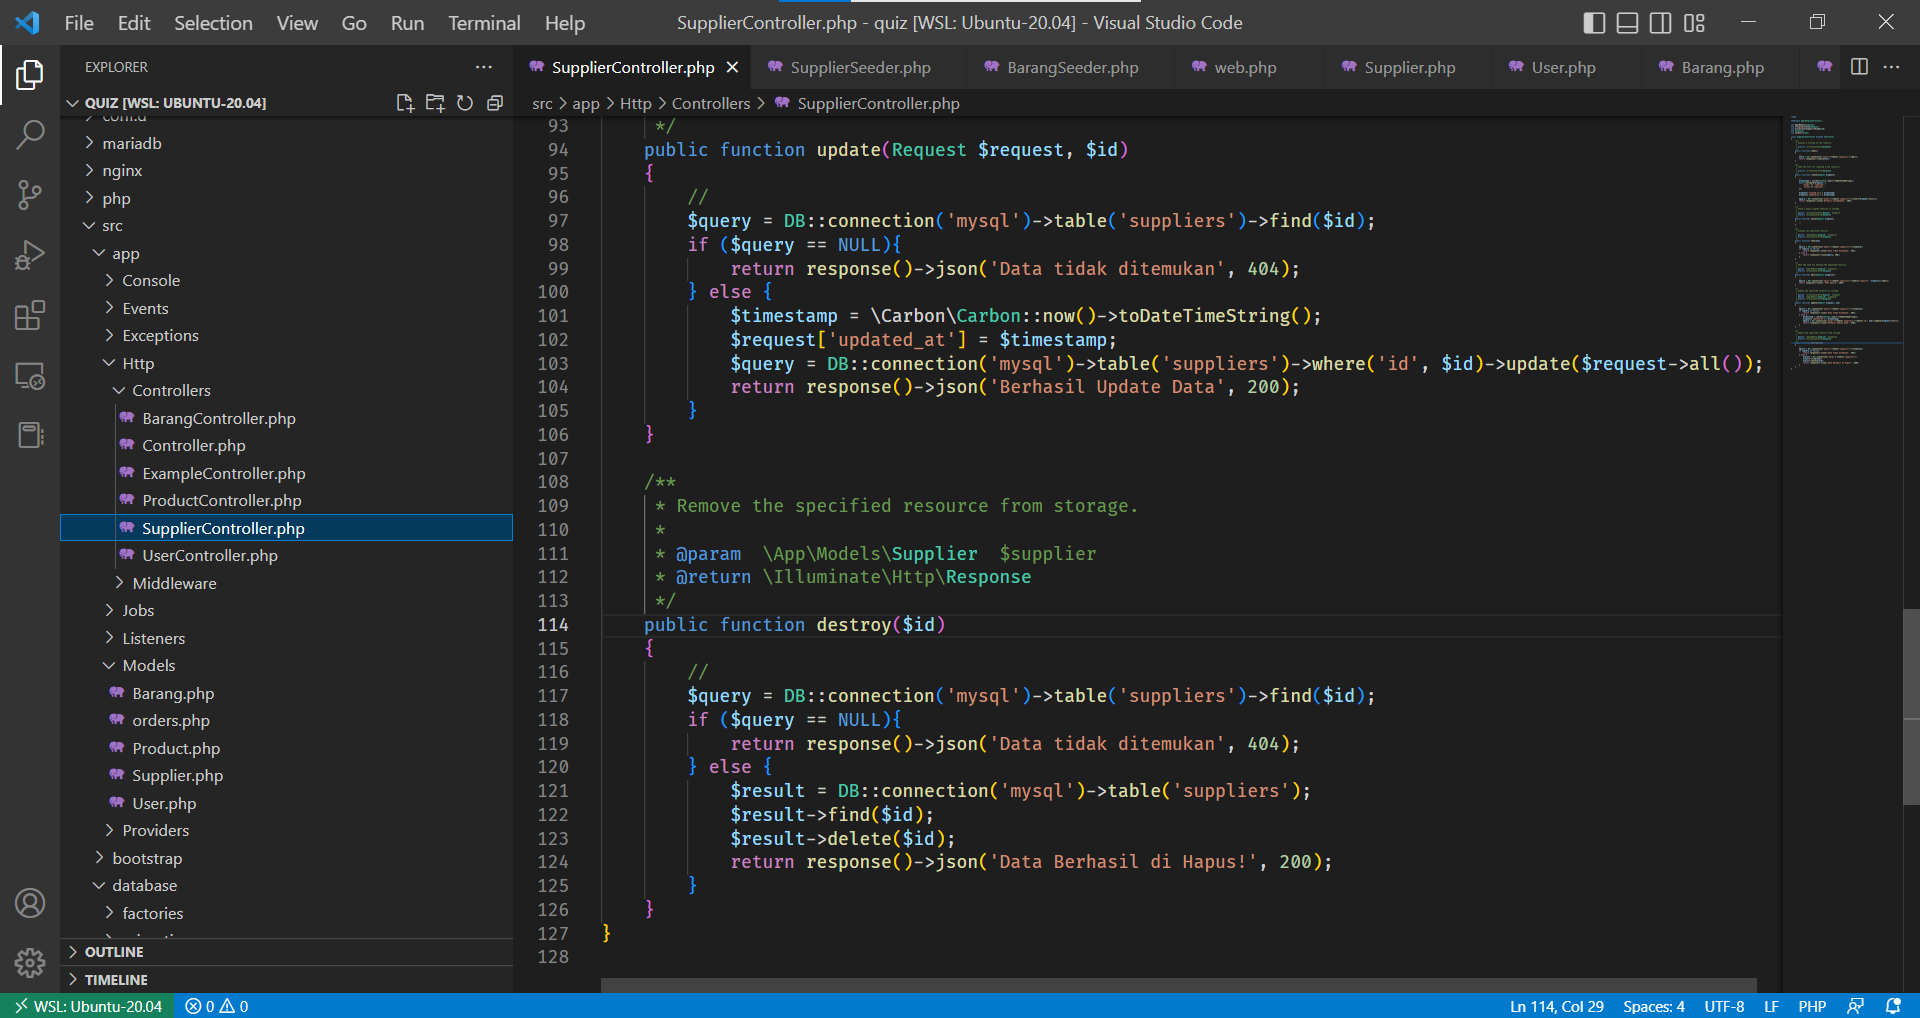 File Edit Selection View Go Run Terminal Help
SupplierController.php - quiz [WSL: Ubuntu-20.04] - Visual Studio Code
EXPLORER
QUIZ [WSL: UBUNTU-20.04]
mariadb
nginx
php
src
app
Console
Events
Exceptions
Http
Controllers
BarangController.php
Controller.php
ExampleController.php
ProductController.php
SupplierController.php
UserController.php
Middleware
Jobs
Listeners
Models
Barang.php
orders.php
Product.php
Supplier.php
User.php
Providers
bootstrap
database
factories
OUTLINE
TIMELINE
SupplierController.php SupplierSeeder.php BarangSeeder.php web.php Supplier.php User.php Barang.php
src > app > Http > Controllers > SupplierController.php
93 */
94 public function update(Request $request, $id)
95 {
96 //
97 $query = DB::connection('mysql')->table('suppliers')->find($id);
98 if ($query == NULL){
99 return response()->json('Data tidak ditemukan', 404);
100 } else {
101 $timestamp = \Carbon\Carbon::now()->toDateTimeString();
102 $request['updated_at'] = $timestamp;
103 $query = DB::connection('mysql')->table('suppliers')->where('id', $id)->update($request->all());
104 return response()->json('Berhasil Update Data', 200);
105 }
106 }
107
108 /**
109 * Remove the specified resource from storage.
110 *
111 * @param  \App\Models\Supplier  $supplier
112 * @return \Illuminate\Http\Response
113 */
114 public function destroy($id)
115 {
116 //
117 $query = DB::connection('mysql')->table('suppliers')->find($id);
118 if ($query == NULL){
119 return response()->json('Data tidak ditemukan', 404);
120 } else {
121 $result = DB::connection('mysql')->table('suppliers');
122 $result->find($id);
123 $result->delete($id);
124 return response()->json('Data Berhasil di Hapus!', 200);
125 }
126 }
127 }
128
WSL: Ubuntu-20.04 0 0 Ln 114, Col 29 Spaces: 4 UTF-8 LF PHP